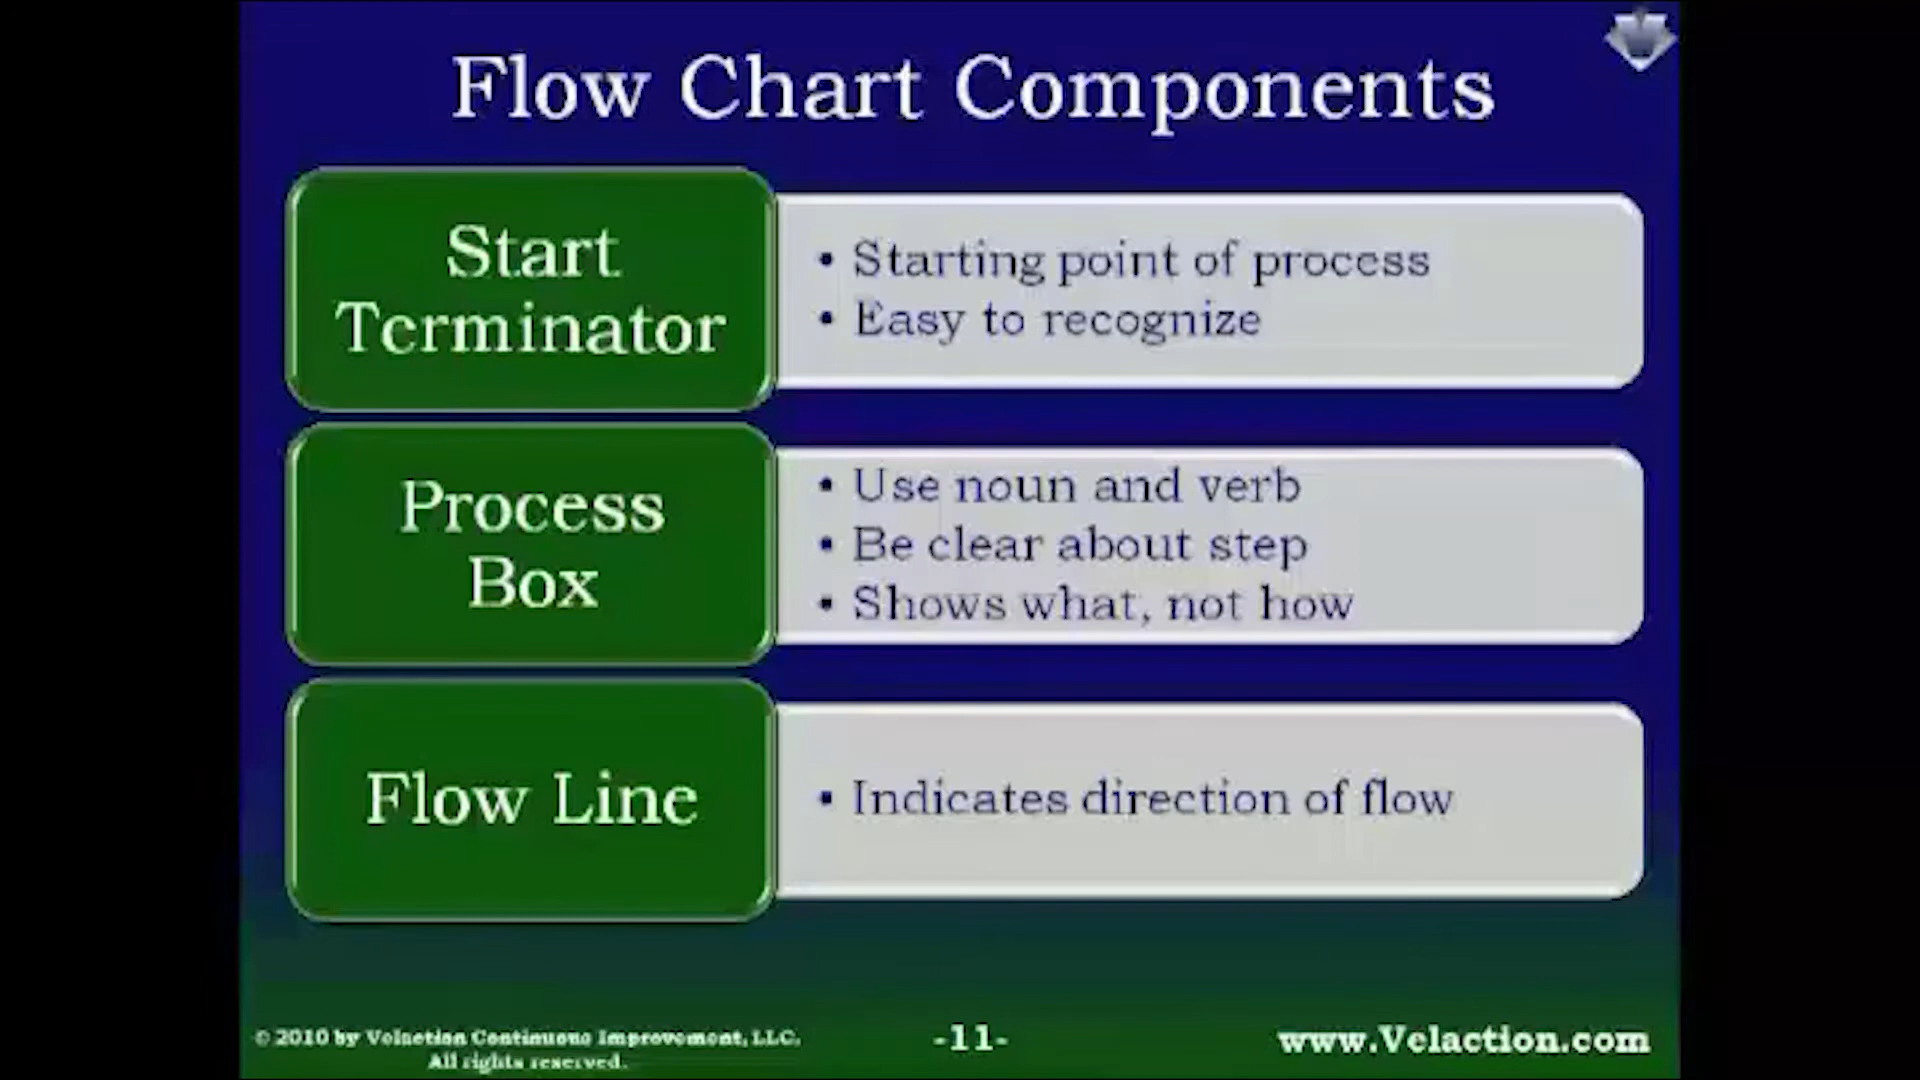 Flow Chart Components
Start
Terminator
• Starting point of process
• Easy to recognize
Process
Box
• Use noun and verb
• Be clear about step
• Shows what, not how
Flow Line
• Indicates direction of flow
© 2010 by Velaction Continuous Improvement, LLC.
All rights reserved.
-11-
www.Velaction.com